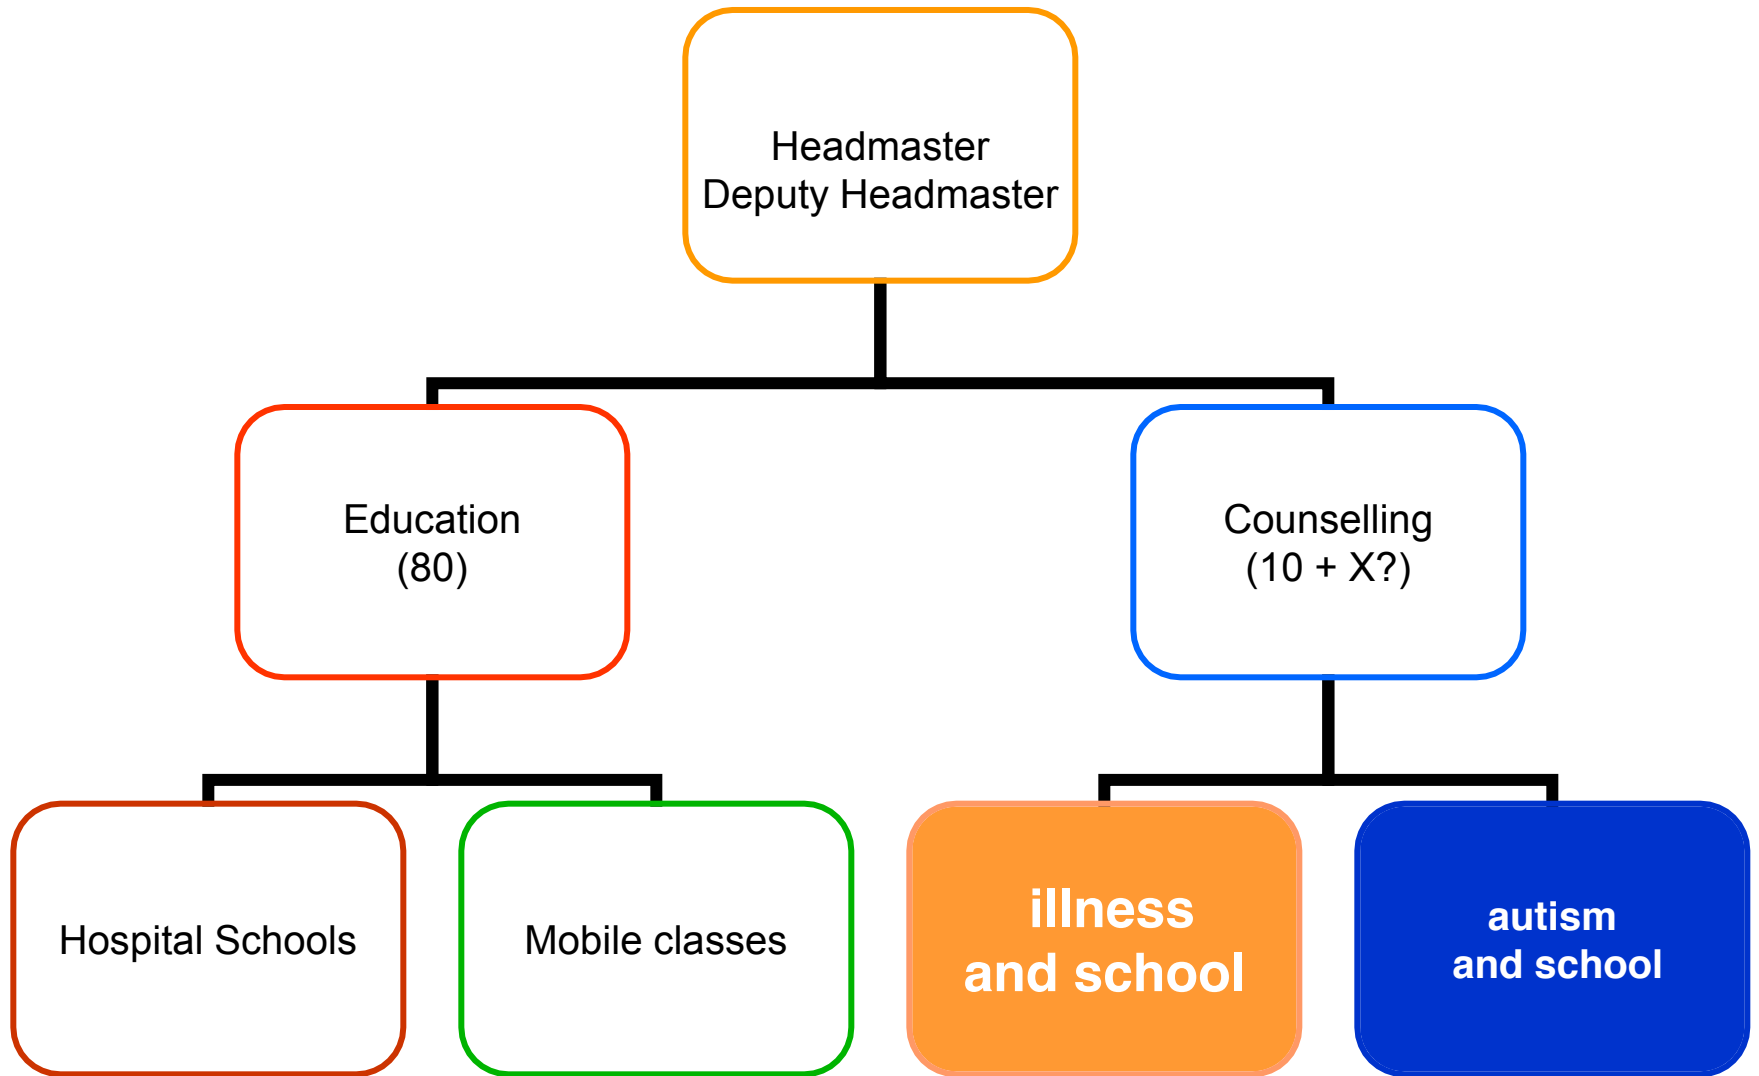 Headmaster
Deputy Headmaster
Education
(80)
Counselling
(10 + X?)
Hospital Schools
Mobile classes
illness
and school
autism
and school